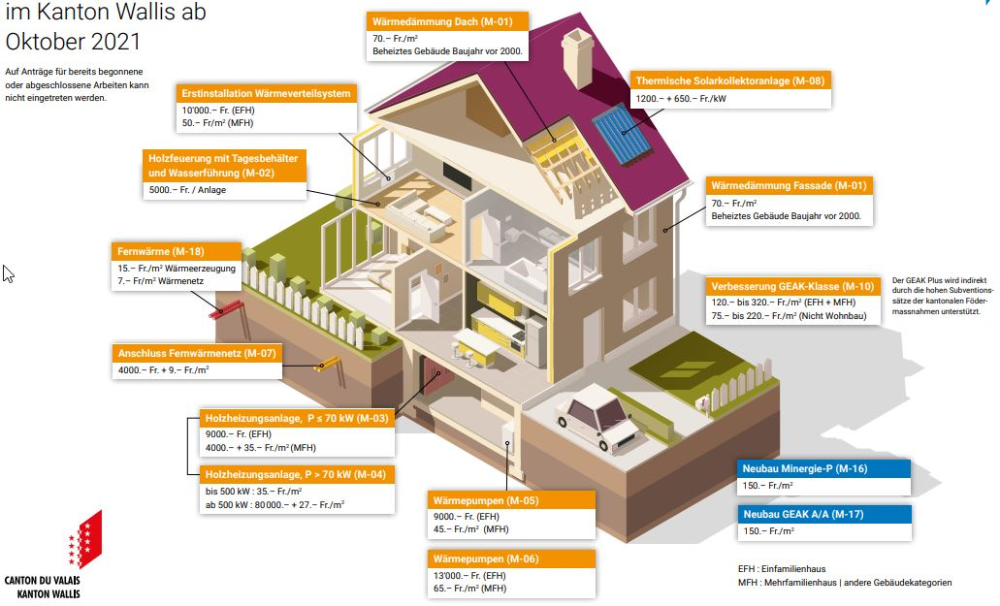 im Kanton Wallis ab
Oktober 2021
Auf Anträge für bereits begonnene
oder abgeschlossene Arbeiten kann
nicht eingetreten werden.
Wärmedämmung Dach (M-01)
70.– Fr./m²
Beheiztes Gebäude Baujahr vor 2000.
Thermische Solarkollektoranlage (M-08)
1200.– + 650.– Fr./kW
Erstinstallation Wärmeverteilsystem
10'000.– Fr. (EFH)
50.– Fr/m² (MFH)
Holzfeuerung mit Tagesbehälter
und Wasserführung (M-02)
5000.– Fr. / Anlage
Wärmedämmung Fassade (M-01)
70.– Fr./m²
Beheiztes Gebäude Baujahr vor 2000.
Fernwärme (M-18)
15.– Fr./m² Wärmeerzeugung
7.– Fr/m² Wärmenetz
Verbesserung GEAK-Klasse (M-10)
120.– bis 320.– Fr./m² (EFH + MFH)
75.– bis 220.– Fr./m² (Nicht Wohnbau)
Der GEAK Plus wird indirekt
durch die hohen Subventions-
sätze der kantonalen Förder-
massnahmen unterstützt.
Anschluss Fernwärmenetz (M-07)
4000.– Fr. + 9.– Fr./m²
Holzheizungsanlage, P ≤ 70 kW (M-03)
9000.– Fr. (EFH)
4000.– + 35.– Fr./m² (MFH)
Holzheizungsanlage, P > 70 kW (M-04)
bis 500 kW : 35.– Fr./m²
ab 500 kW : 80 000.– + 27.– Fr./m²
Wärmepumpen (M-05)
9000.– Fr. (EFH)
45.– Fr./m² (MFH)
Wärmepumpen (M-06)
13'000.– Fr. (EFH)
65.– Fr./m² (MFH)
Neubau Minergie-P (M-16)
150.– Fr./m²
Neubau GEAK A/A (M-17)
150.– Fr./m²
EFH : Einfamilienhaus
MFH : Mehrfamilienhaus | andere Gebäudekategorien
CANTON DU VALAIS
KANTON WALLIS